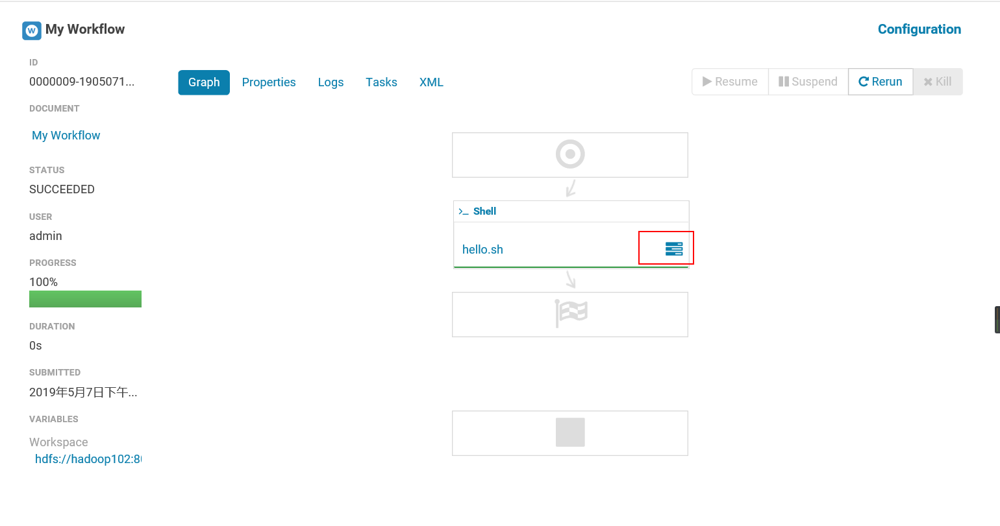 My Workflow
Configuration
ID
0000009-1905071...
Graph
Properties
Logs
Tasks
XML
Resume
Suspend
Rerun
Kill
DOCUMENT
My Workflow
STATUS
SUCCEEDED
USER
admin
PROGRESS
100%
DURATION
0s
SUBMITTED
2019年5月7日下午...
VARIABLES
Workspace
hdfs://hadoop102:80
Shell
hello.sh